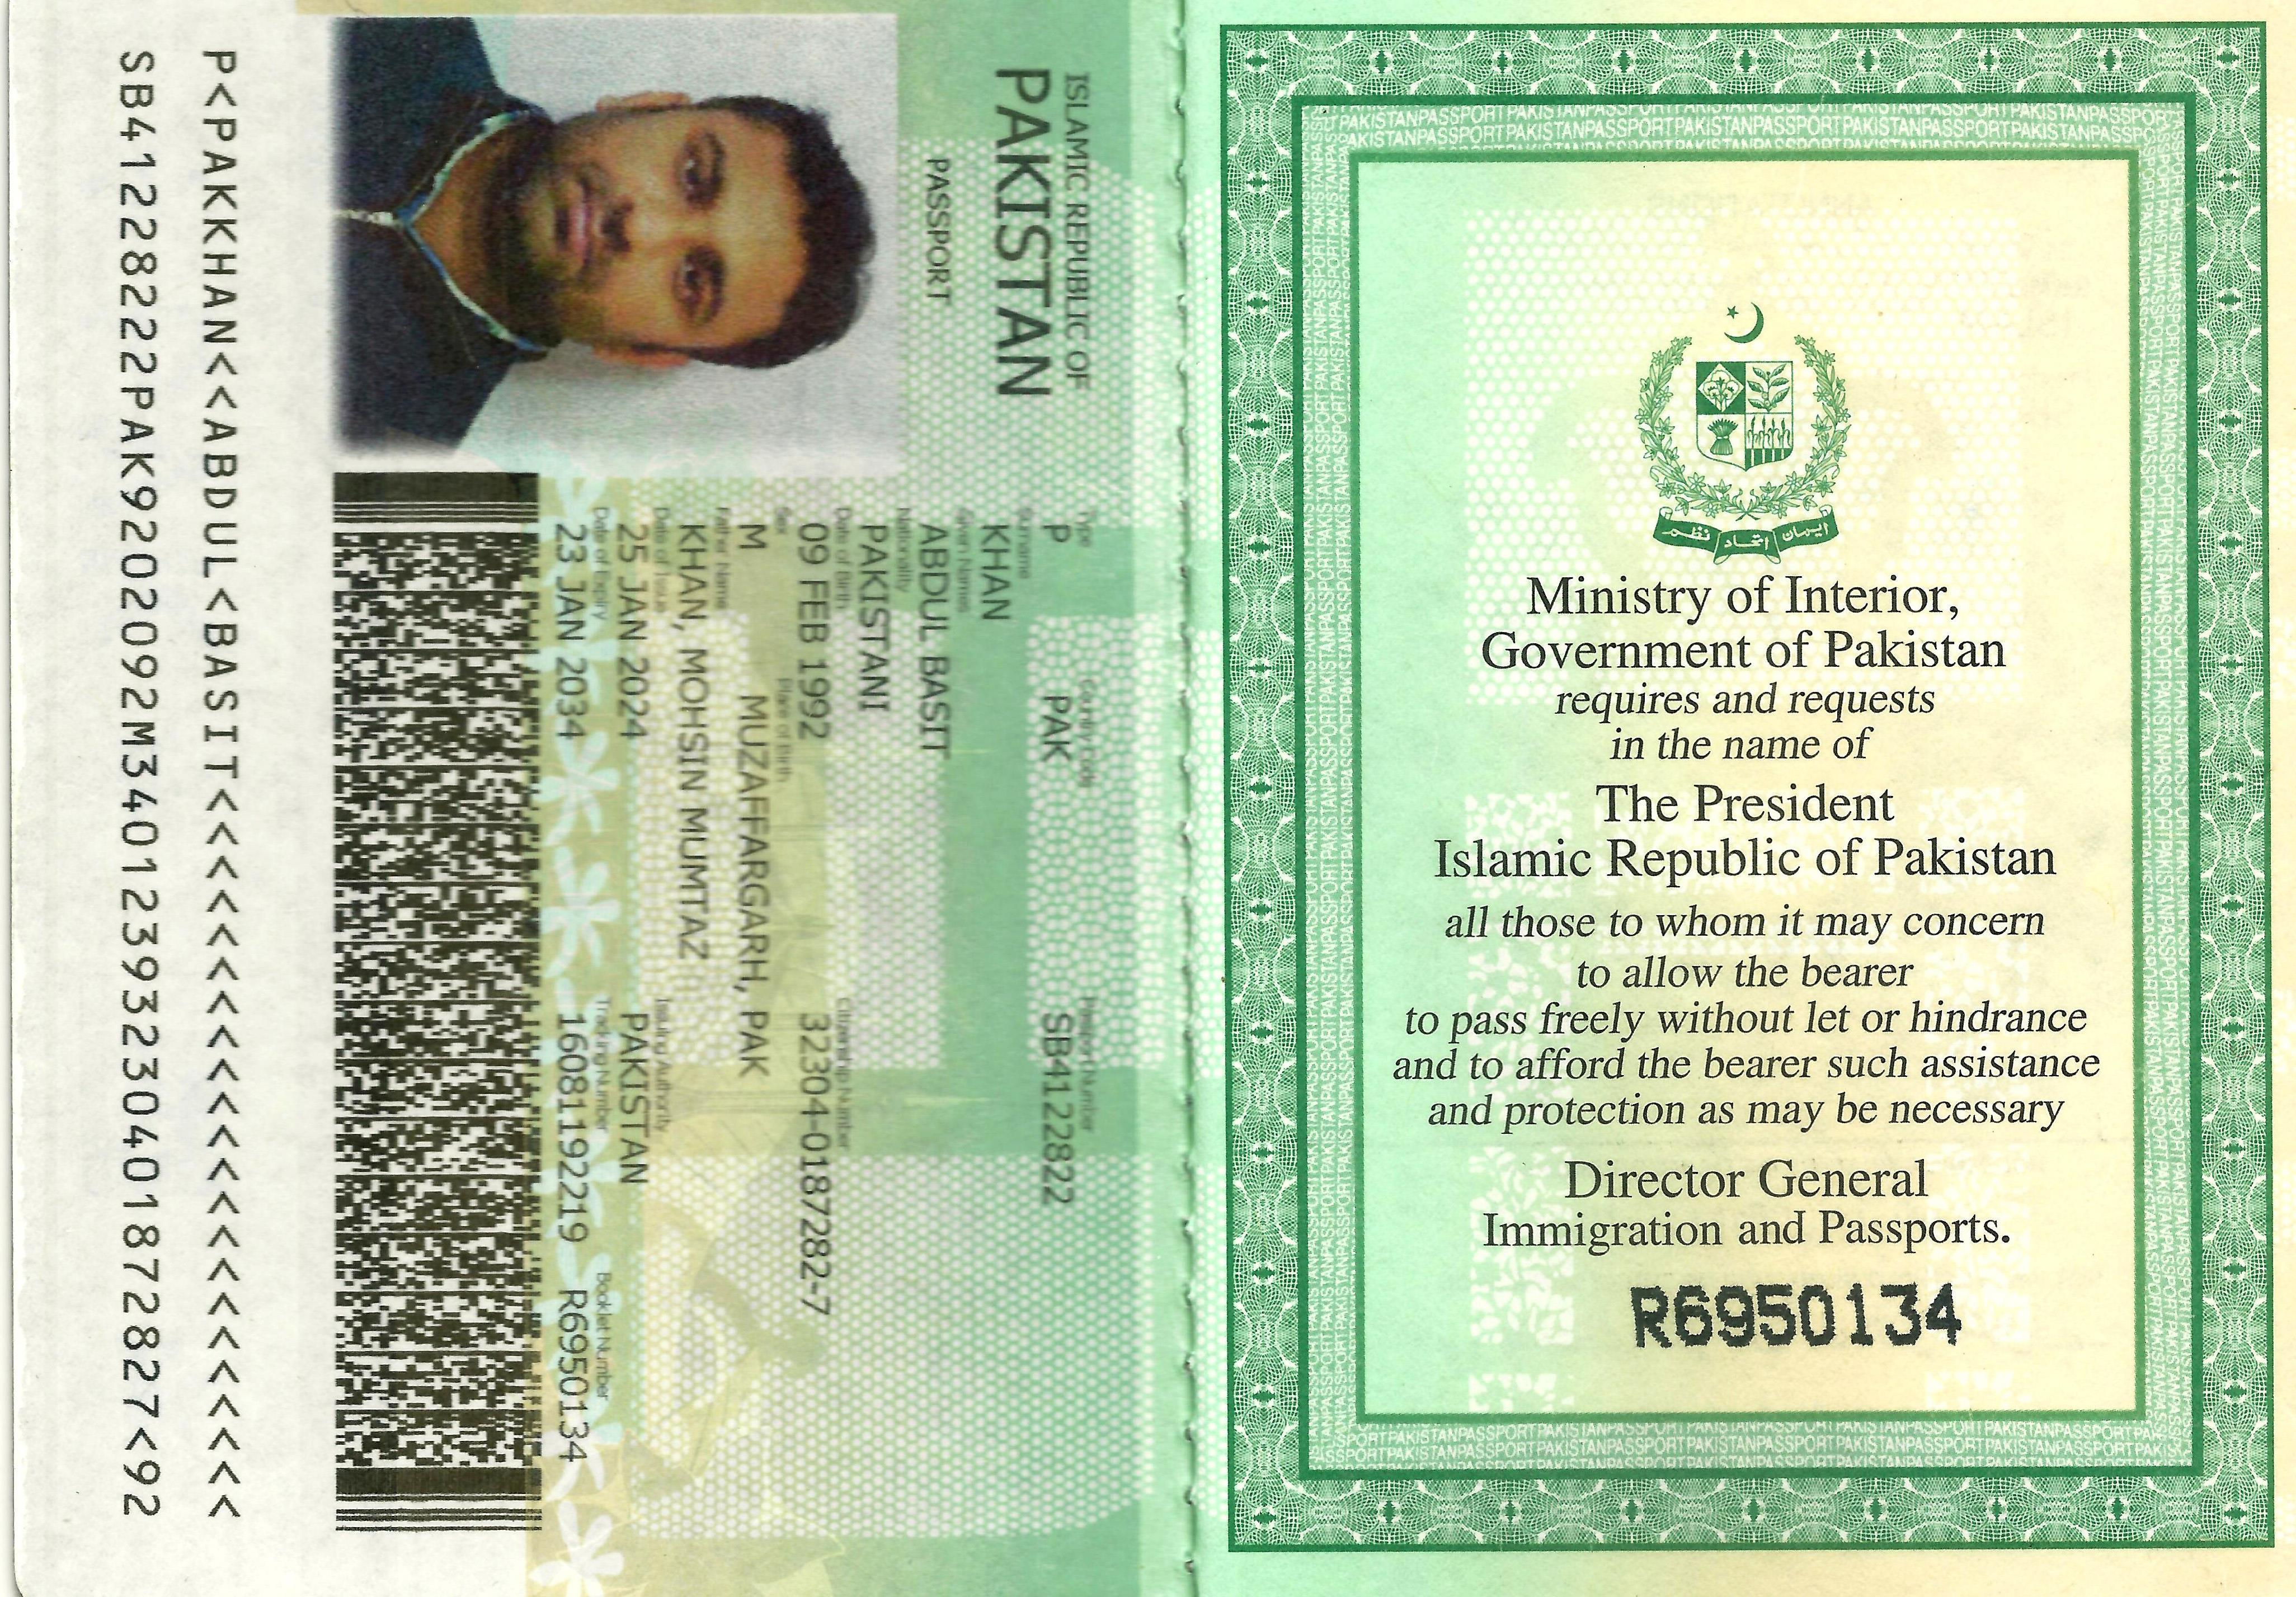 ISLAMIC REPUBLIC OF
PAKISTAN
PASSPORT
Type
Country Code
Passport Number
P
PAK
SB4122822
Surname
KHAN
Given Names
ABDUL BASIT
Nationality
PAKISTANI
Date of Birth
Citizenship Number
09 FEB 1992
32304-0187282-7
Sex
Place of Birth
M
MUZAFFARGARH, PAK
Father Name
KHAN, MOHSIN MUMTAZ
Date of Issue
Issuing Authority
25 JAN 2024
PAKISTAN
Date of Expiry
Tracking Number
Booklet Number
23 JAN 2034
16081192219
R6950134
P<PAKKHAN<<ABDUL<BASIT<<<<<<<<<<<<<<<<<<<<<<
SB41228222PAK9202092M34012393230401872827<92
ایمان اتحاد نظم
Ministry of Interior,
Government of Pakistan
requires and requests
in the name of
The President
Islamic Republic of Pakistan
all those to whom it may concern
to allow the bearer
to pass freely without let or hindrance
and to afford the bearer such assistance
and protection as may be necessary
Director General
Immigration and Passports.
R6950134